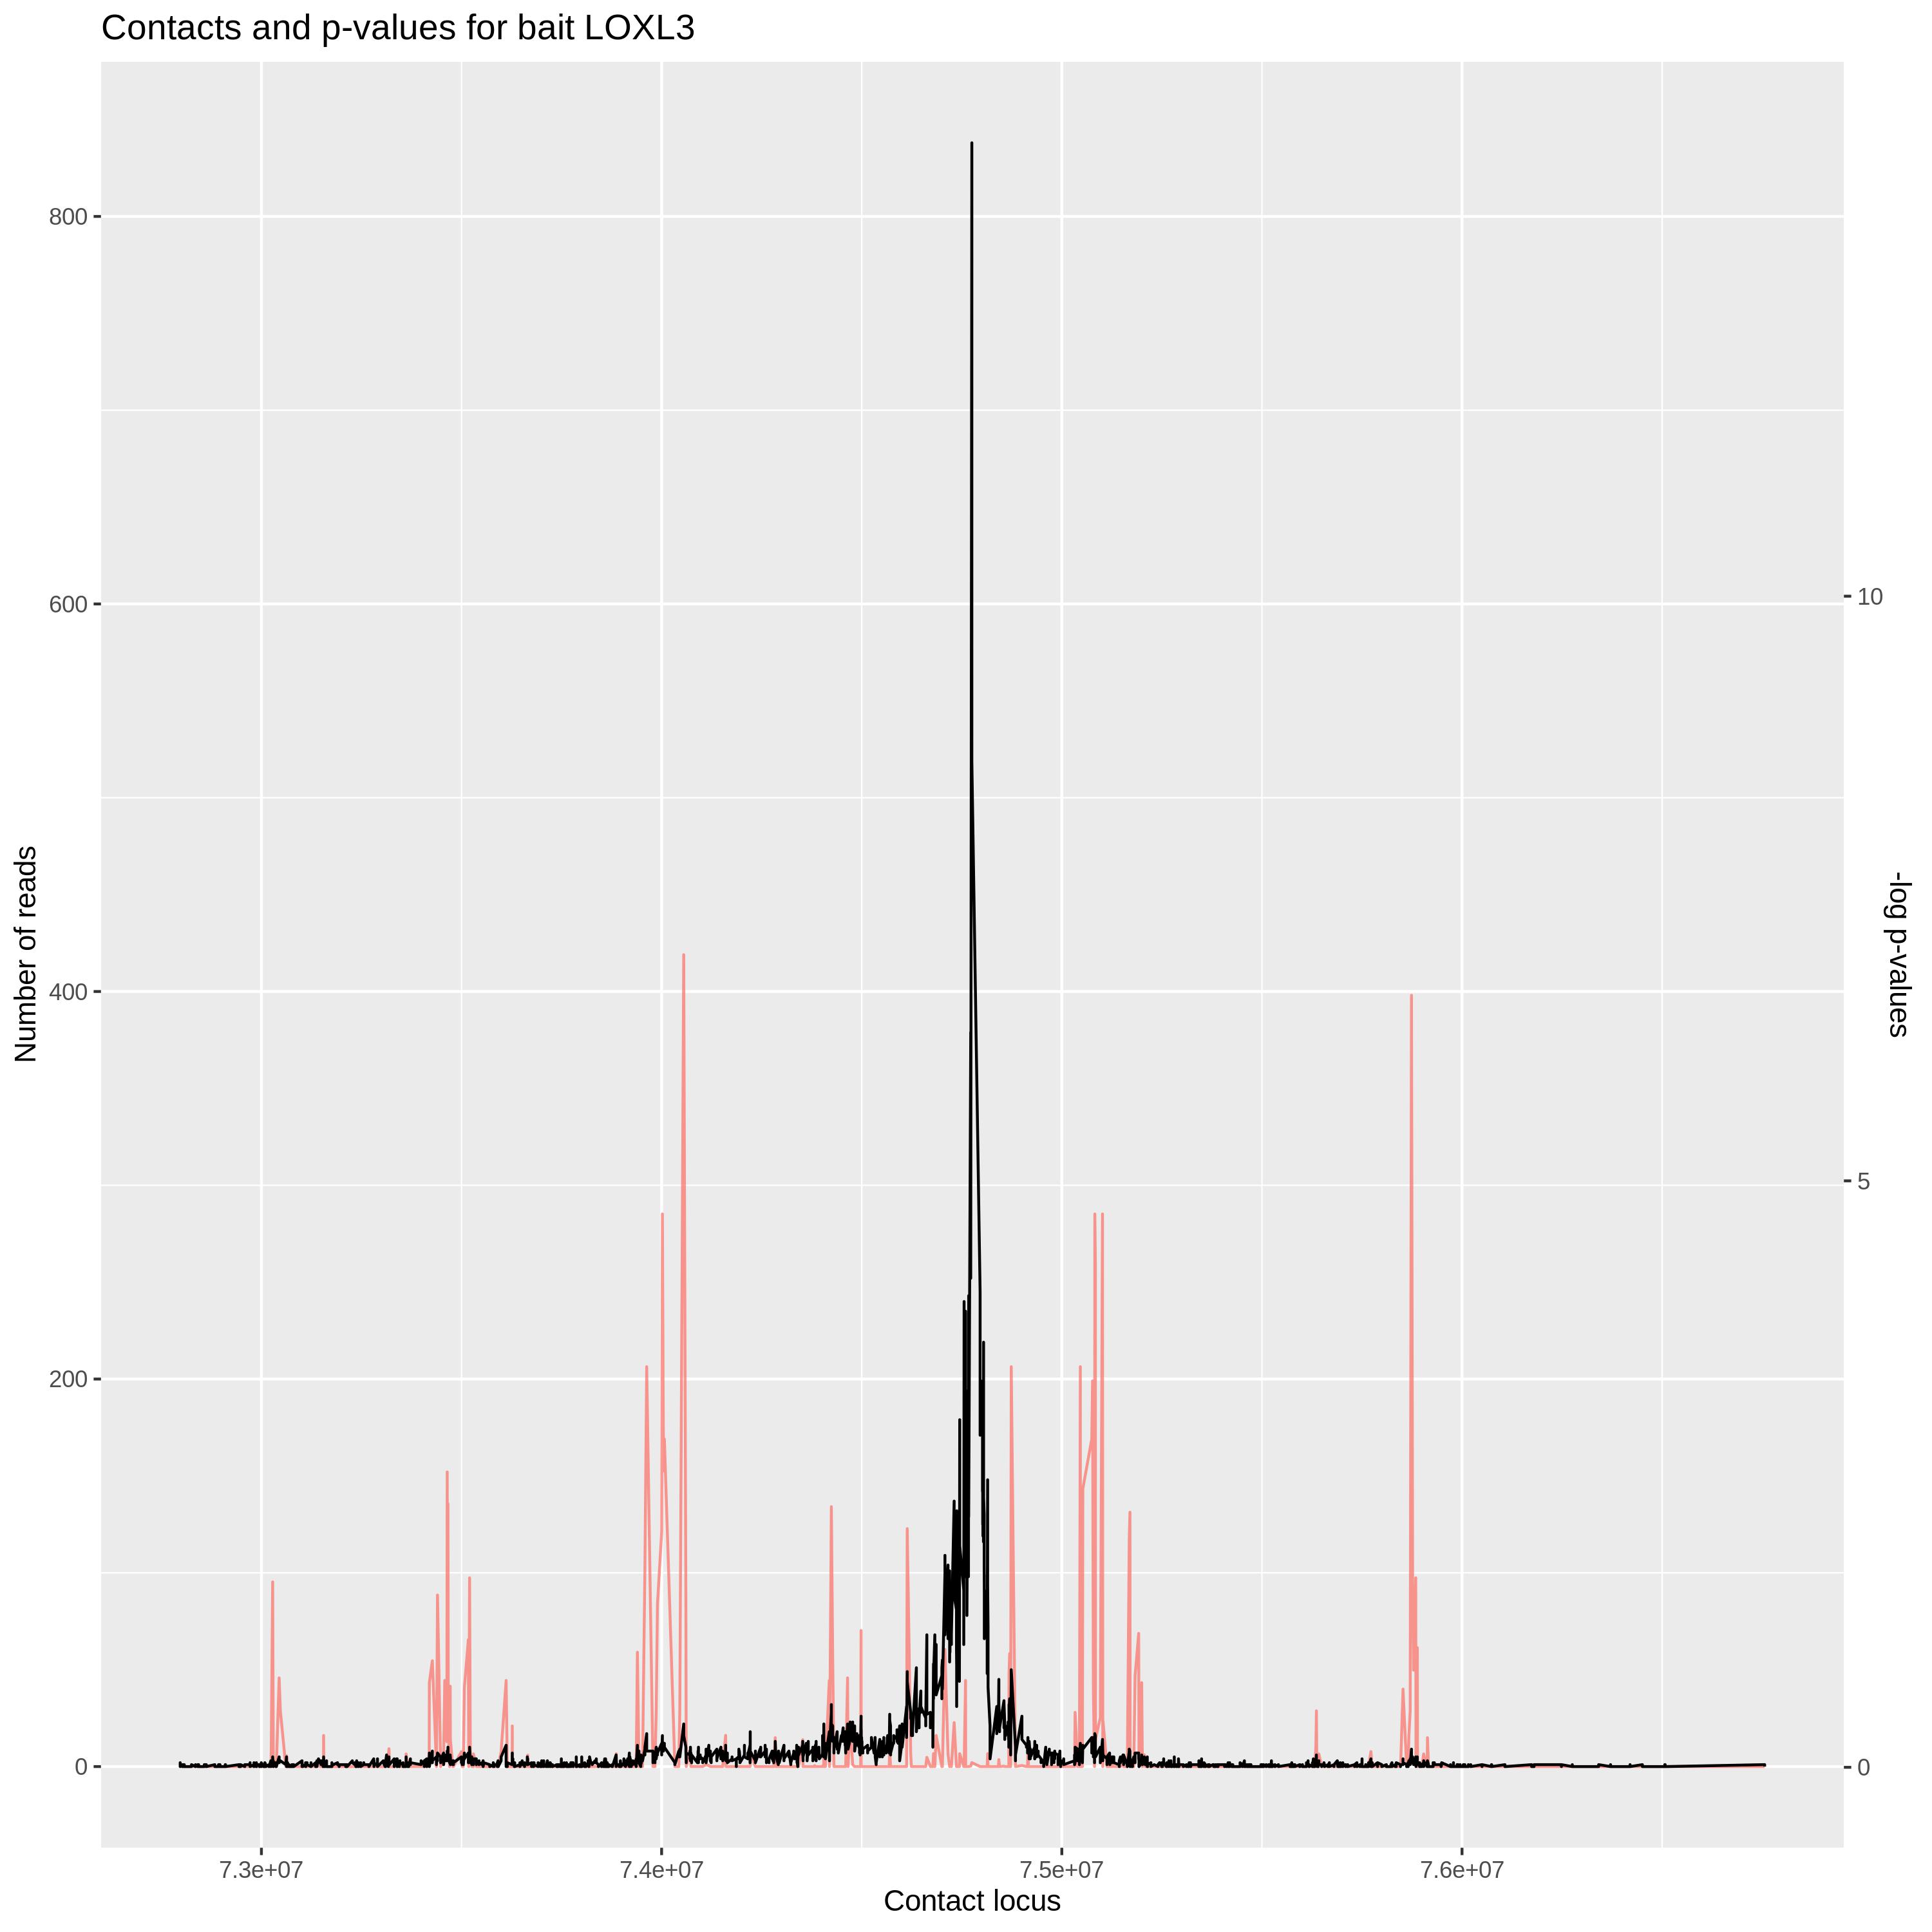 Contacts and p-values for bait LOXL3
800
600
400
200
0
Number of reads
10
5
0
-log p-values
7.3e+07
7.4e+07
7.5e+07
7.6e+07
Contact locus